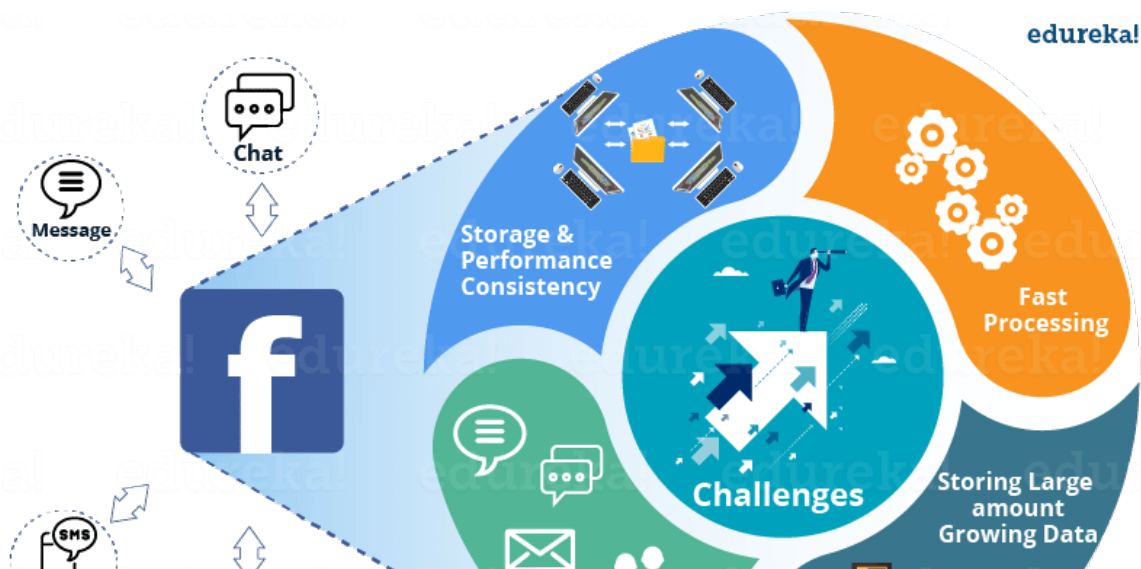 edureka!
Chat
Message
Storage &
Performance
Consistency
Fast
Processing
f
Challenges
Storing Large
amount
Growing Data
SMS